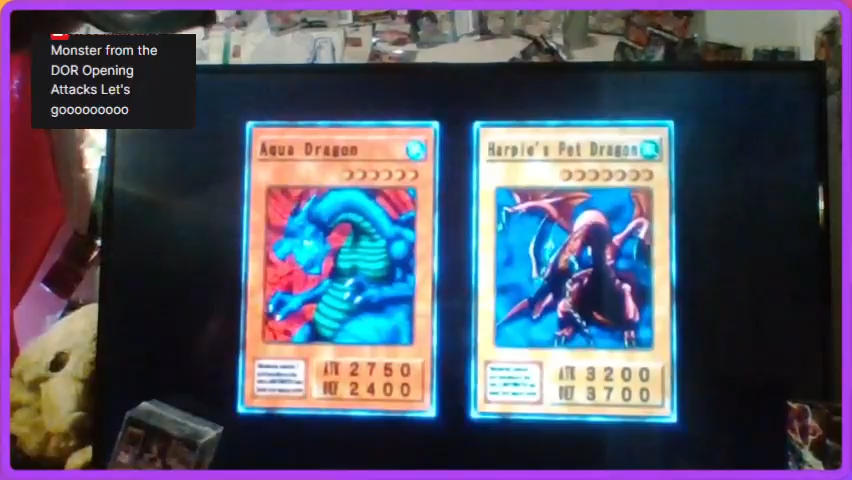 Monster from the
DOR Opening
Attacks Let's
gooooooooo
Aqua Dragon
Harpie's Pet Dragon
ATK 2750
DEF 2400
ATK 3200
DEF 3700